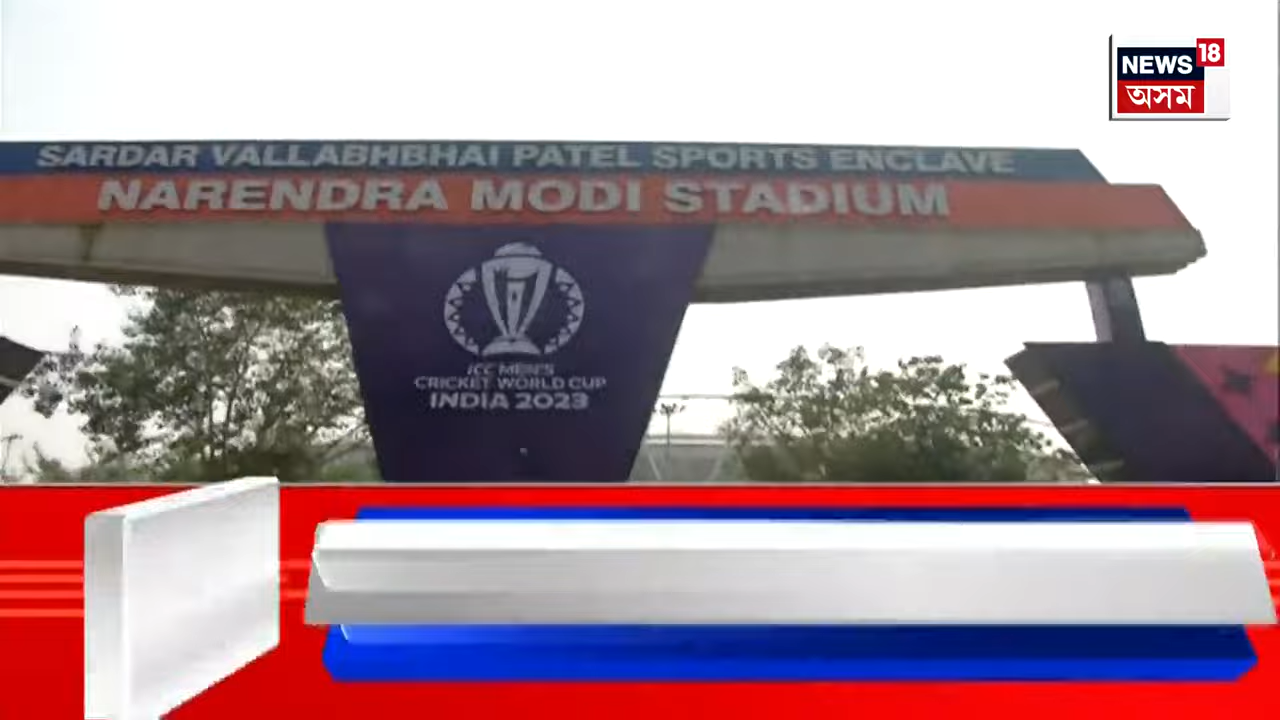 NEWS 18
অসম
SARDAR VALLABHBHAI PATEL SPORTS ENCLAVE
NARENDRA MODI STADIUM
ICC MEN'S
CRICKET WORLD CUP
INDIA 2023